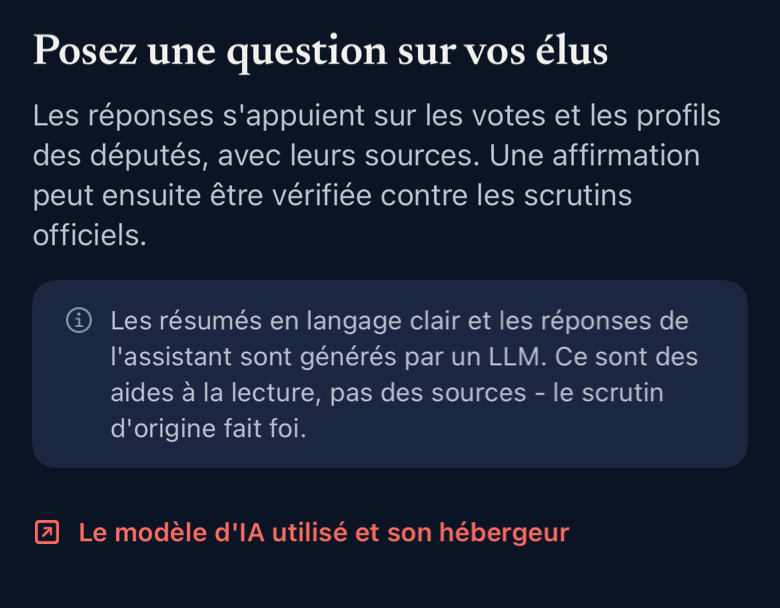 Posez une question sur vos élus
Les réponses s'appuient sur les votes et les profils
des députés, avec leurs sources. Une affirmation
peut ensuite être vérifiée contre les scrutins
officiels.
Les résumés en langage clair et les réponses de
l'assistant sont générés par un LLM. Ce sont des
aides à la lecture, pas des sources - le scrutin
d'origine fait foi.
Le modèle d'IA utilisé et son hébergeur